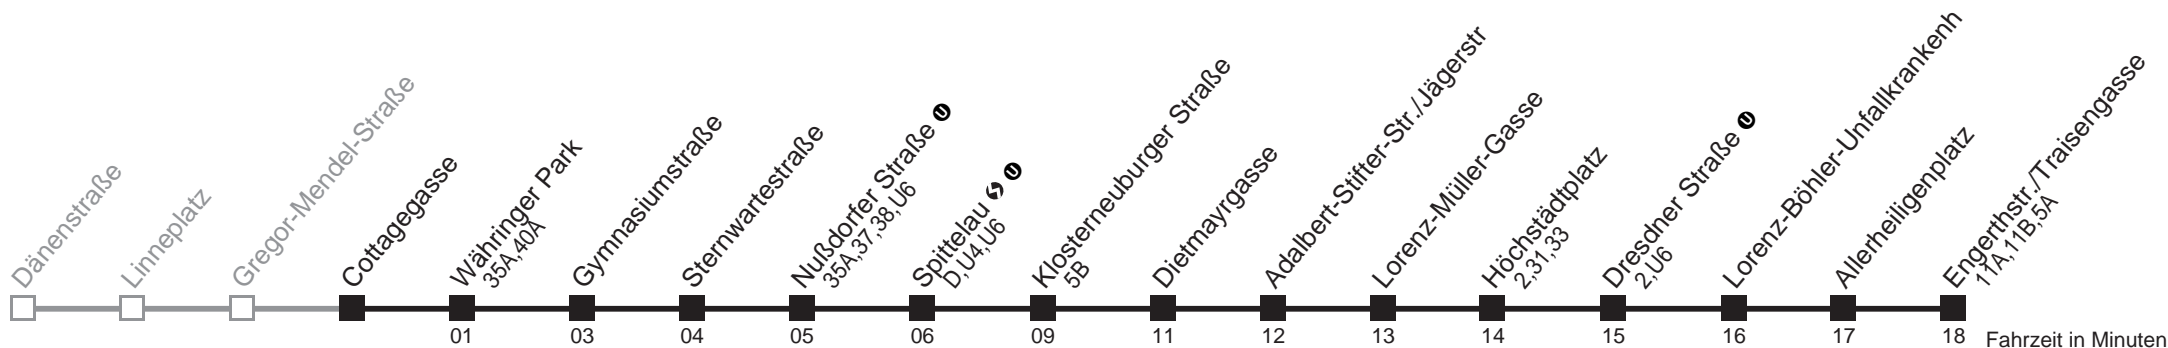 Dänenstraße
Linneplatz
Gregor-Mendel-Straße
Cottagegasse
Währinger Park
35A,40A
Gymnasiumstraße
Sternwartestraße
Nußdorfer Straße U
35A,37,38,U6
Spittelau S U
D,U4,U6
Klosterneuburger Straße
5B
Dietmayrgasse
Adalbert-Stifter-Str./Jägerstr
Lorenz-Müller-Gasse
Höchstädtplatz
2,31,33
Dresdner Straße U
2,U6
Lorenz-Böhler-Unfallkrankenh
Allerheiligenplatz
Engerthstr./Traisengasse
11A,11B,5A
01 03 04 05 06 09 11 12 13 14 15 16 17 18 Fahrzeit in Minuten